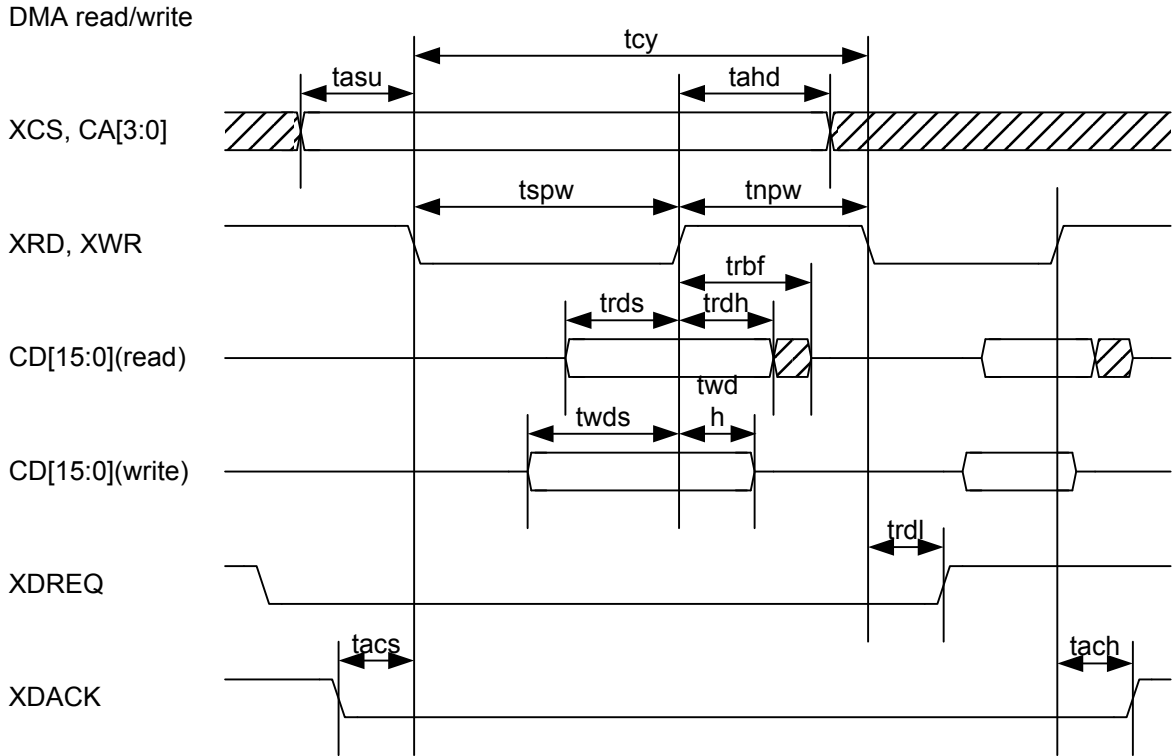 DMA read/write
tcy
tasu
tahd
XCS, CA[3:0]
tspw
tnpw
XRD, XWR
trbf
trds
trdh
CD[15:0](read)
twd
h
twds
CD[15:0](write)
trdl
XDREQ
tacs
tach
XDACK